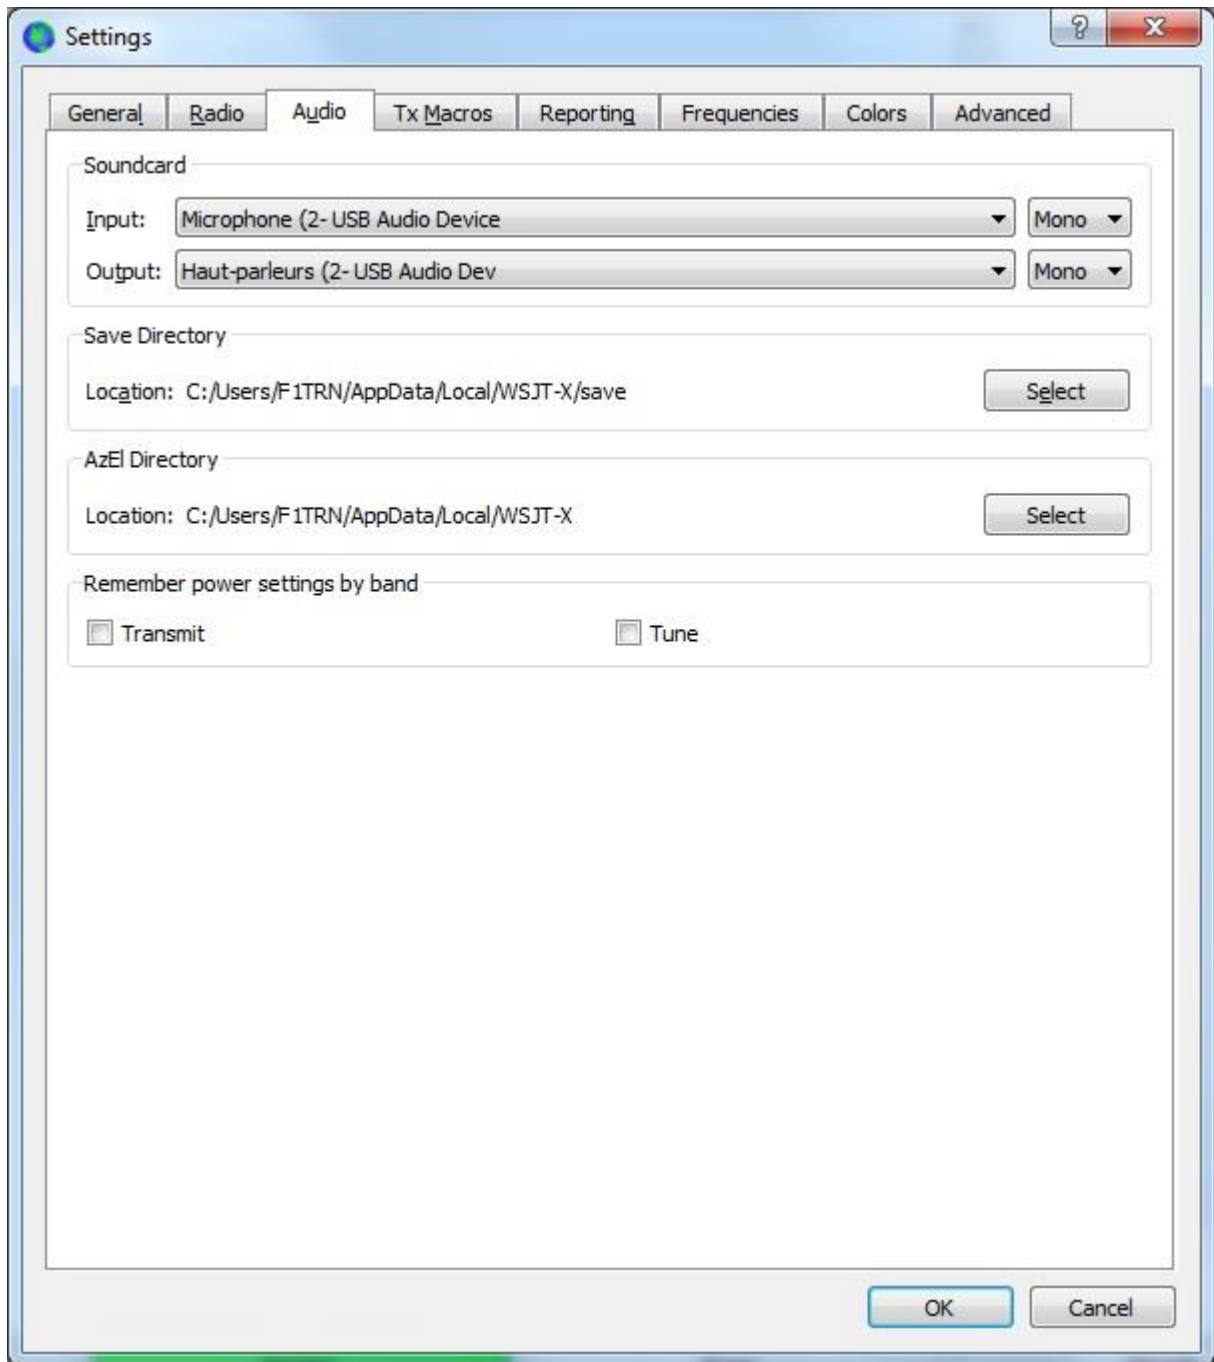 Settings
General Radio Audio Tx Macros Reporting Frequencies Colors Advanced
Soundcard
Input: Microphone (2- USB Audio Device Mono
Output: Haut-parleurs (2- USB Audio Dev Mono
Save Directory
Location: C:/Users/F1TRN/AppData/Local/WSJT-X/save Select
AzEl Directory
Location: C:/Users/F1TRN/AppData/Local/WSJT-X Select
Remember power settings by band
Transmit Tune
OK Cancel